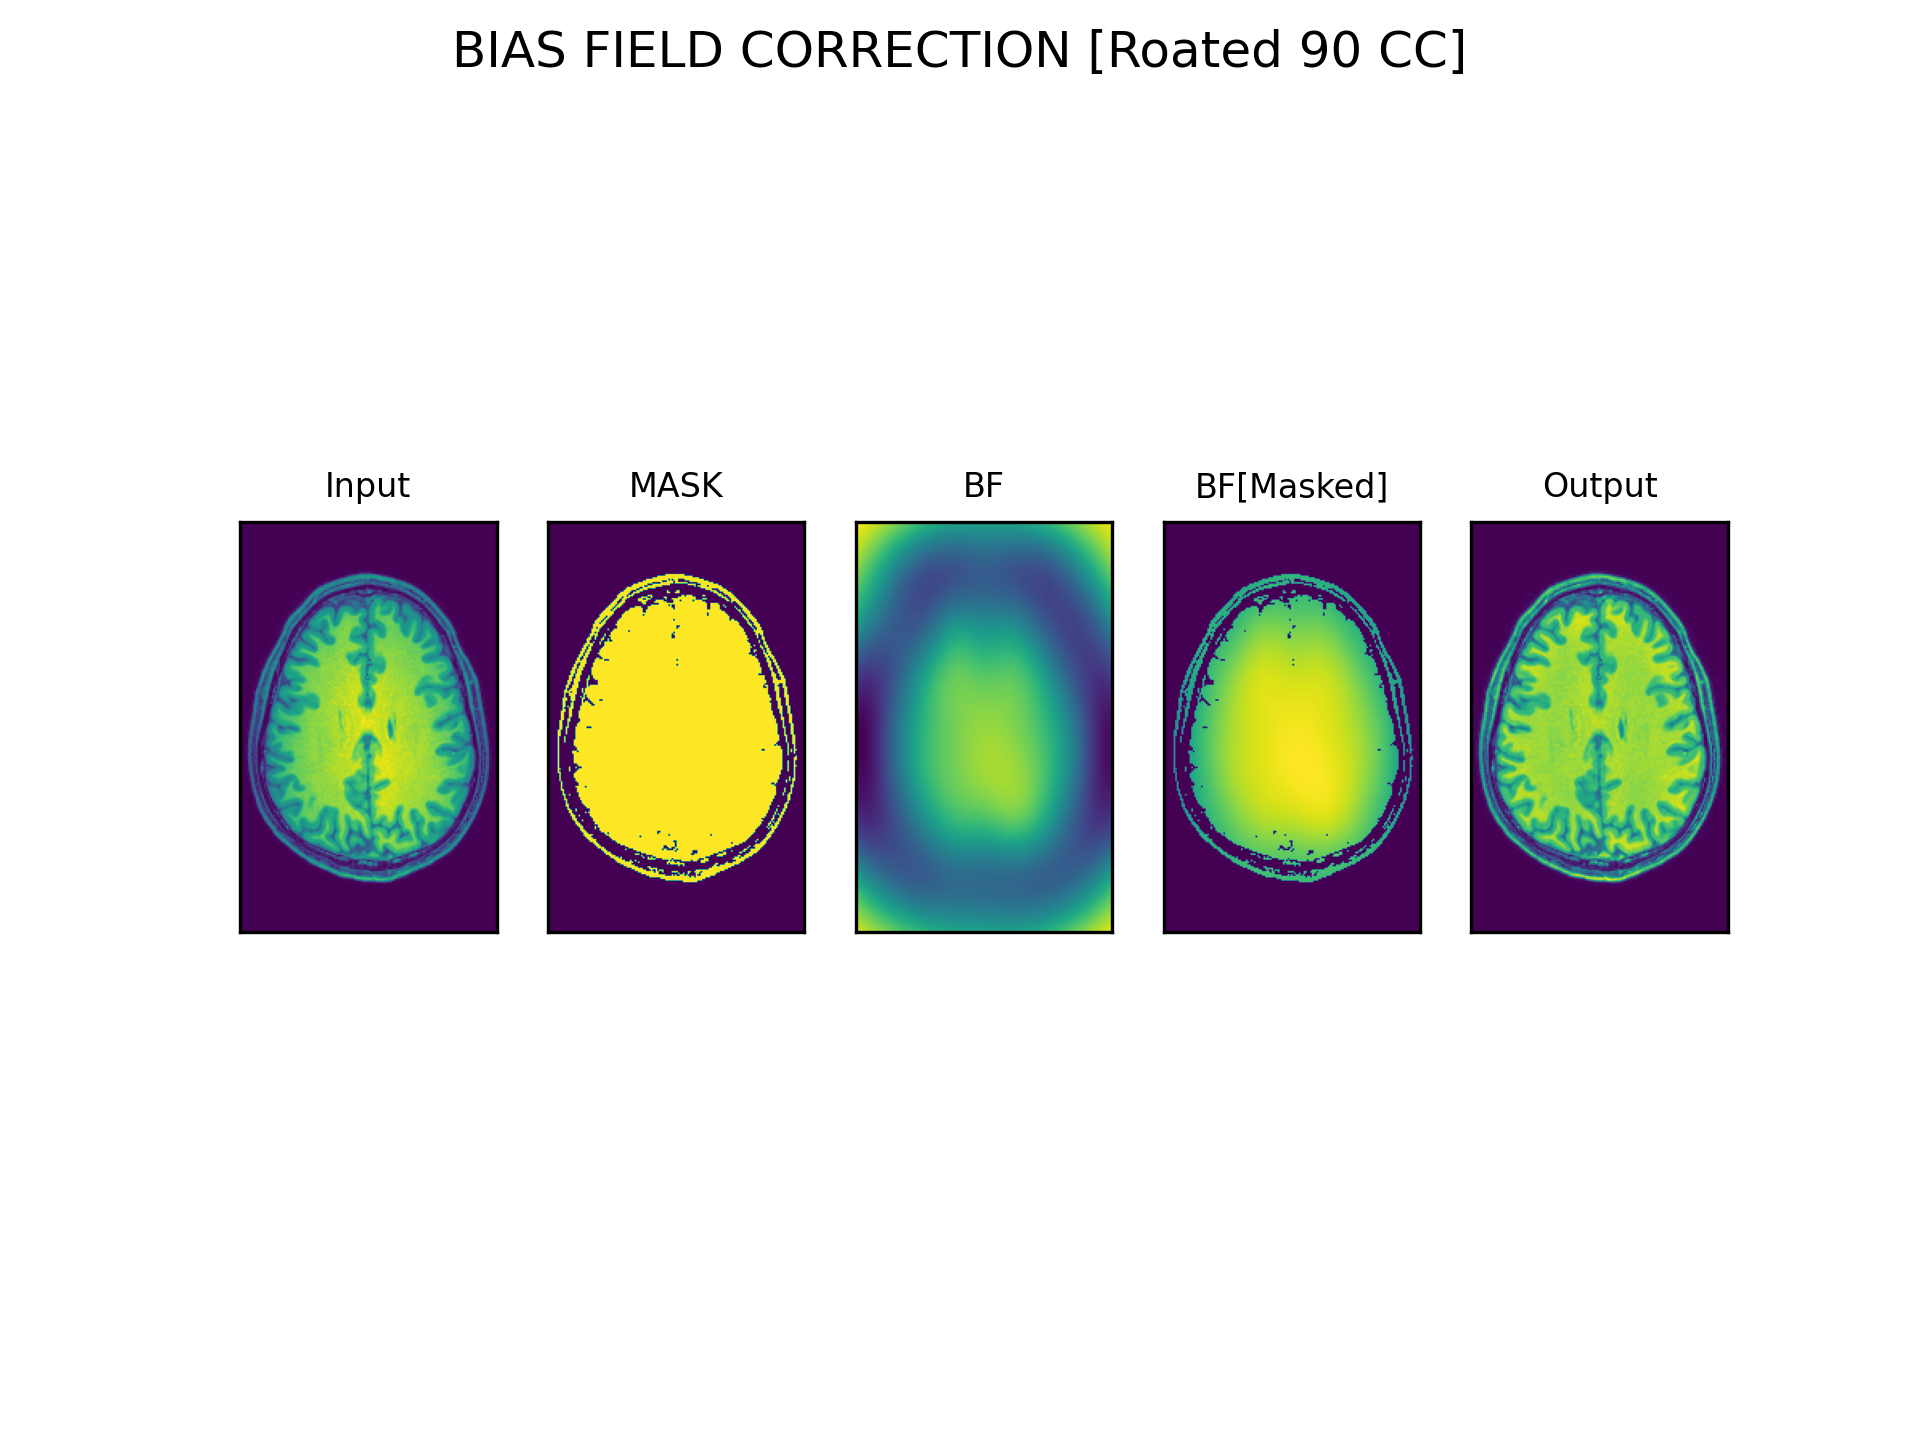 BIAS FIELD CORRECTION [Roated 90 CC]
Input
MASK
BF
BF[Masked]
Output